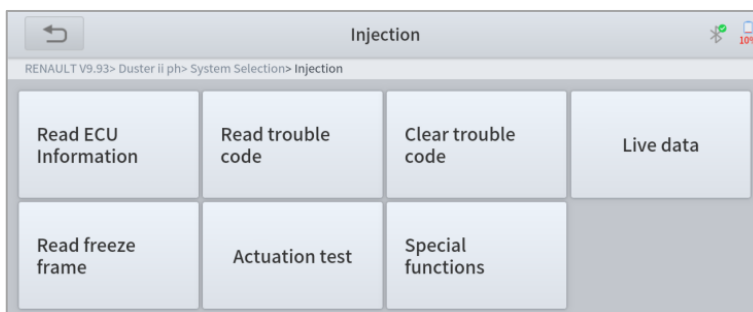 Injection
10%
RENAULT V9.93> Duster ii ph> System Selection> Injection
Read ECU
Information
Read trouble
code
Clear trouble
code
Live data
Read freeze
frame
Actuation test
Special
functions